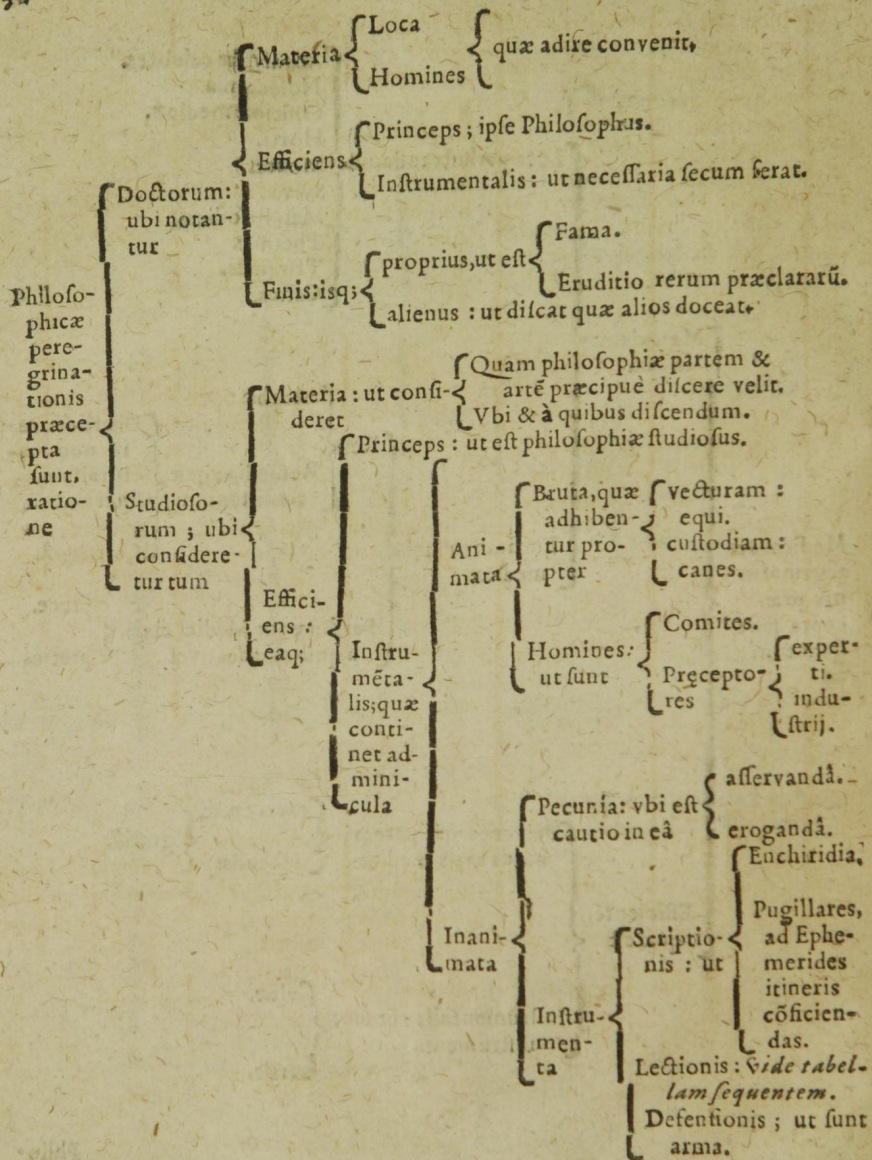 Philoso-
phicæ
pere-
grina-
tionis
præce-
pta
sunt,
ratio-
ne
Doctorum:
ubi notan-
tur
Materia
Loca
Homines
quæ adire convenit,
Efficiens
Princeps; ipse Philosophus.
Instrumentalis: ut necessaria secum ferat.
Finis: isq;
proprius, ut est
Fama.
Eruditio rerum præclararū.
alienus : ut discat quæ alios doceat,
Studioso-
rum ; ubi
considere-
tur tum
Materia : ut consi-
deret
Quam philosophiæ partem &
artē præcipuè discere velit.
Vbi & à quibus discendum.
Effici-
ens :
eaq;
Princeps : ut est philosophiæ studiosus.
Instru-
mēta-
lis; quæ
conti-
net ad-
mini-
cula
Ani-
mata
Bruta, quæ
adhiben-
tur pro-
pter
vecturam :
equi.
custodiam :
canes.
Homines:
ut sunt
Comites.
Pręcepto-
res
exper-
ti.
indu-
strij.
Inani-
mata
Pecunia: vbi est
cautio in eâ
asservandâ.
erogandâ.
Instru-
men-
ta
Scriptio-
nis : ut
Enchiridia,
Pugillares,
ad Ephe-
merides
itineris
cōficien-
das.
Lectionis : vide tabel-
lam sequentem.
Defentionis ; ut sunt
arma.